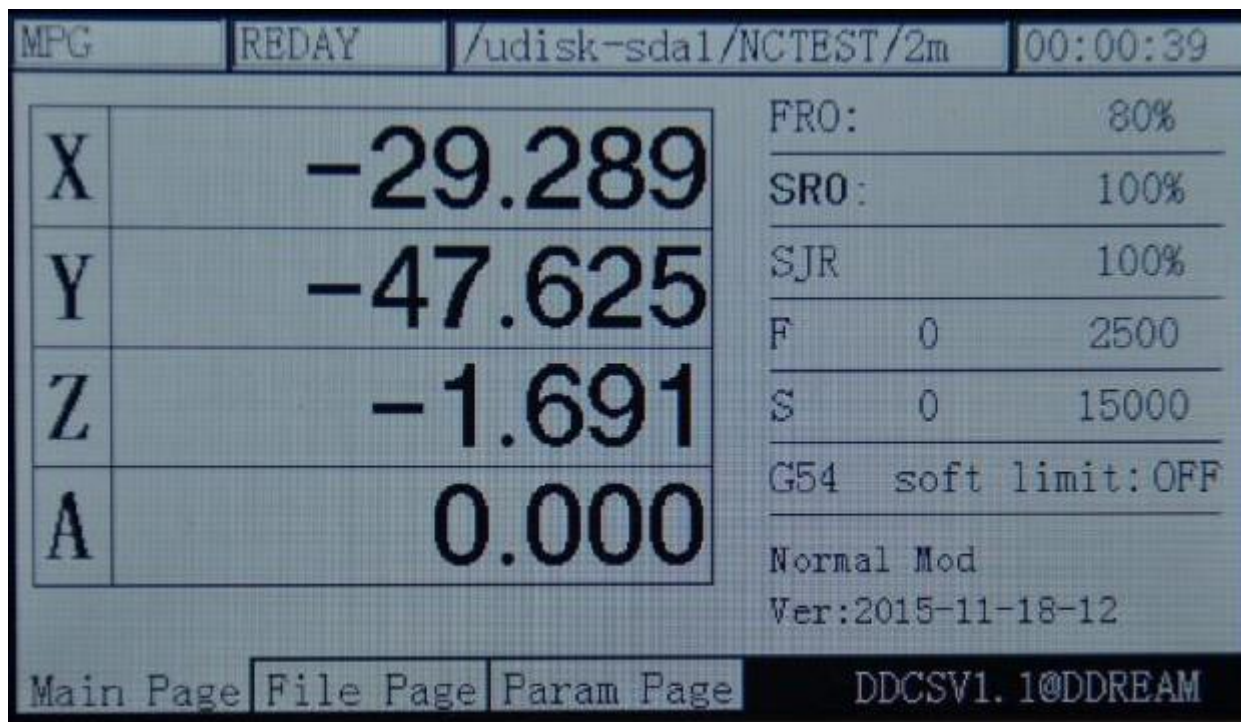 MPG REDAY /udisk-sda1/NCTEST/2m 00:00:39
X -29.289
Y -47.625
Z -1.691
A 0.000
FRO: 80%
SRO: 100%
SJR 100%
F 0 2500
S 0 15000
G54 soft limit:OFF
Normal Mod
Ver:2015-11-18-12
Main Page File Page Param Page DDCSV1.1@DDREAM